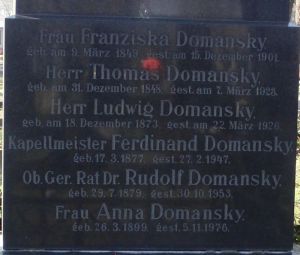 Frau Franziska Domansky
geb. am 9. März 1849, gest. am 15. Dezember 1901.
Herr Thomas Domansky,
geb. am 31. Dezember 1848, gest. am 7. März 1928.
Herr Ludwig Domansky,
geb. am 18. Dezember 1873, gest. am 22. März 1926.
Kapellmeister Ferdinand Domansky,
geb. 17. 3. 1877, gest. 27. 2. 1947.
Ob. Ger. Rat Dr. Rudolf Domansky,
geb. 29. 7. 1879, gest. 30. 10. 1953.
Frau Anna Domansky,
geb. 26. 3. 1899, gest. 5. 11. 1976.